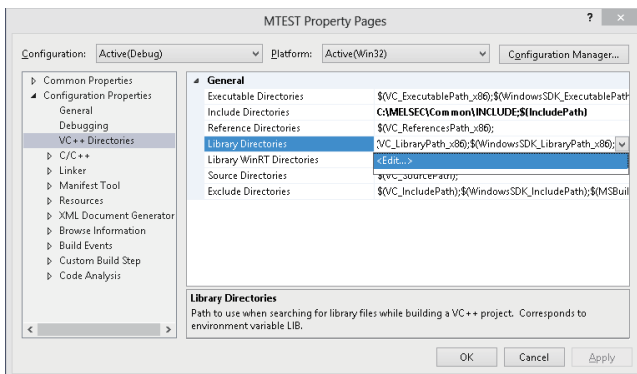 MTEST Property Pages
? ×
Configuration: Active(Debug) Platform: Active(Win32) Configuration Manager...
Common Properties
Configuration Properties
General
Debugging
VC++ Directories
C/C++
Linker
Manifest Tool
Resources
XML Document Generator
Browse Information
Build Events
Custom Build Step
Code Analysis
General
Executable Directories $(VC_ExecutablePath_x86);$(WindowsSDK_ExecutablePath
Include Directories C:\MELSEC\Common\INCLUDE;$(IncludePath)
Reference Directories $(VC_ReferencesPath_x86);
Library Directories (VC_LibraryPath_x86);$(WindowsSDK_LibraryPath_x86);
Library WinRT Directories <Edit...>
Source Directories $(VC_SourcePath);
Exclude Directories $(VC_IncludePath);$(WindowsSDK_IncludePath);$(MSBuil
Library Directories
Path to use when searching for library files while building a VC++ project. Corresponds to
environment variable LIB.
OK Cancel Apply